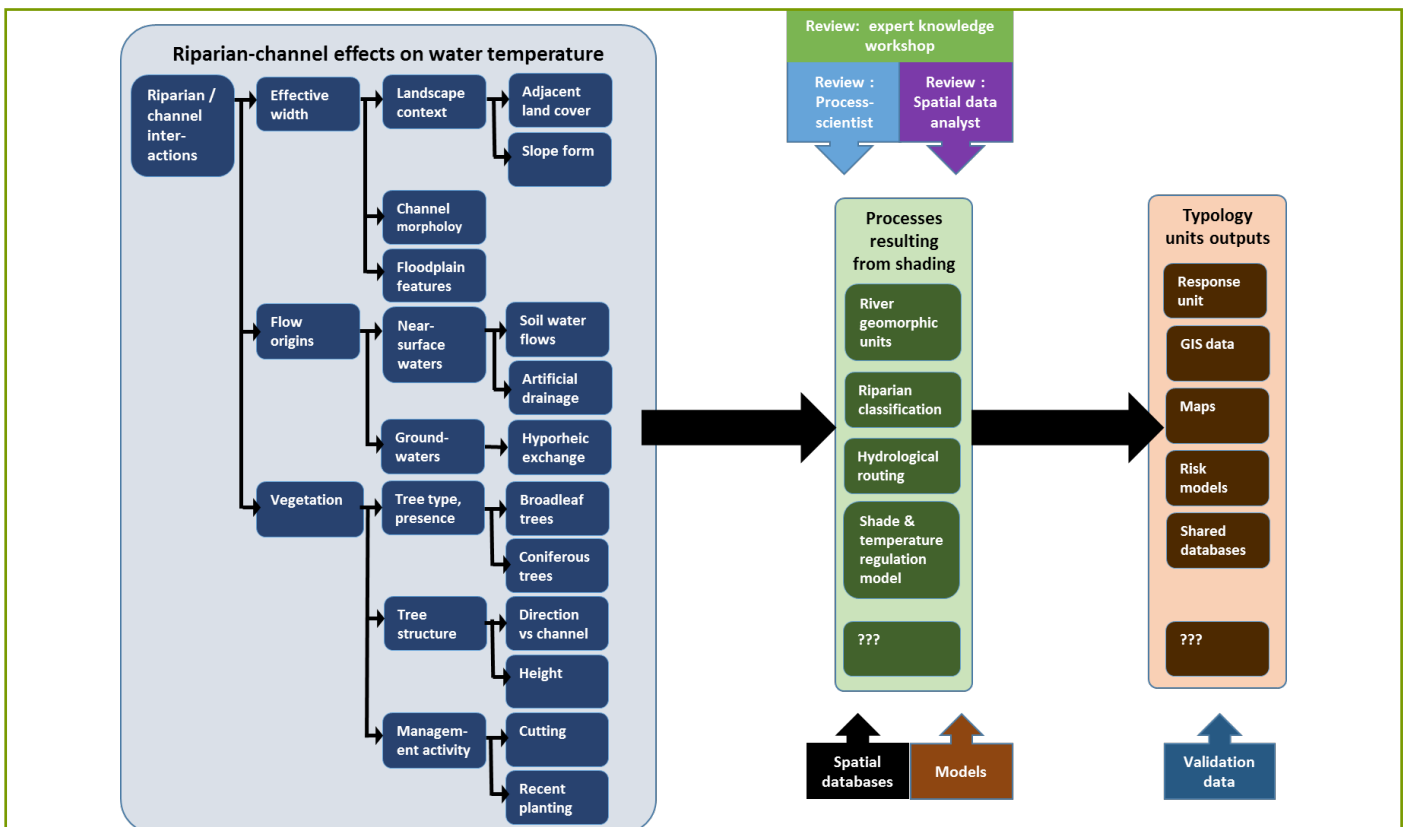 Riparian-channel effects on water temperature
Riparian /
channel
inter-
actions
Effective
width
Landscape
context
Adjacent
land cover
Slope form
Channel
morpholoy
Floodplain
features
Flow
origins
Near-
surface
waters
Soil water
flows
Artificial
drainage
Ground-
waters
Hyporheic
exchange
Vegetation
Tree type,
presence
Broadleaf
trees
Coniferous
trees
Tree
structure
Direction
vs channel
Height
Managem-
ent activity
Cutting
Recent
planting
Review:  expert knowledge
workshop
Review :
Process-
scientist
Review :
Spatial data
analyst
Processes
resulting
from shading
River
geomorphic
units
Riparian
classification
Hydrological
routing
Shade &
temperature
regulation
model
???
Spatial
databases
Models
Typology
units outputs
Response
unit
GIS data
Maps
Risk
models
Shared
databases
???
Validation
data